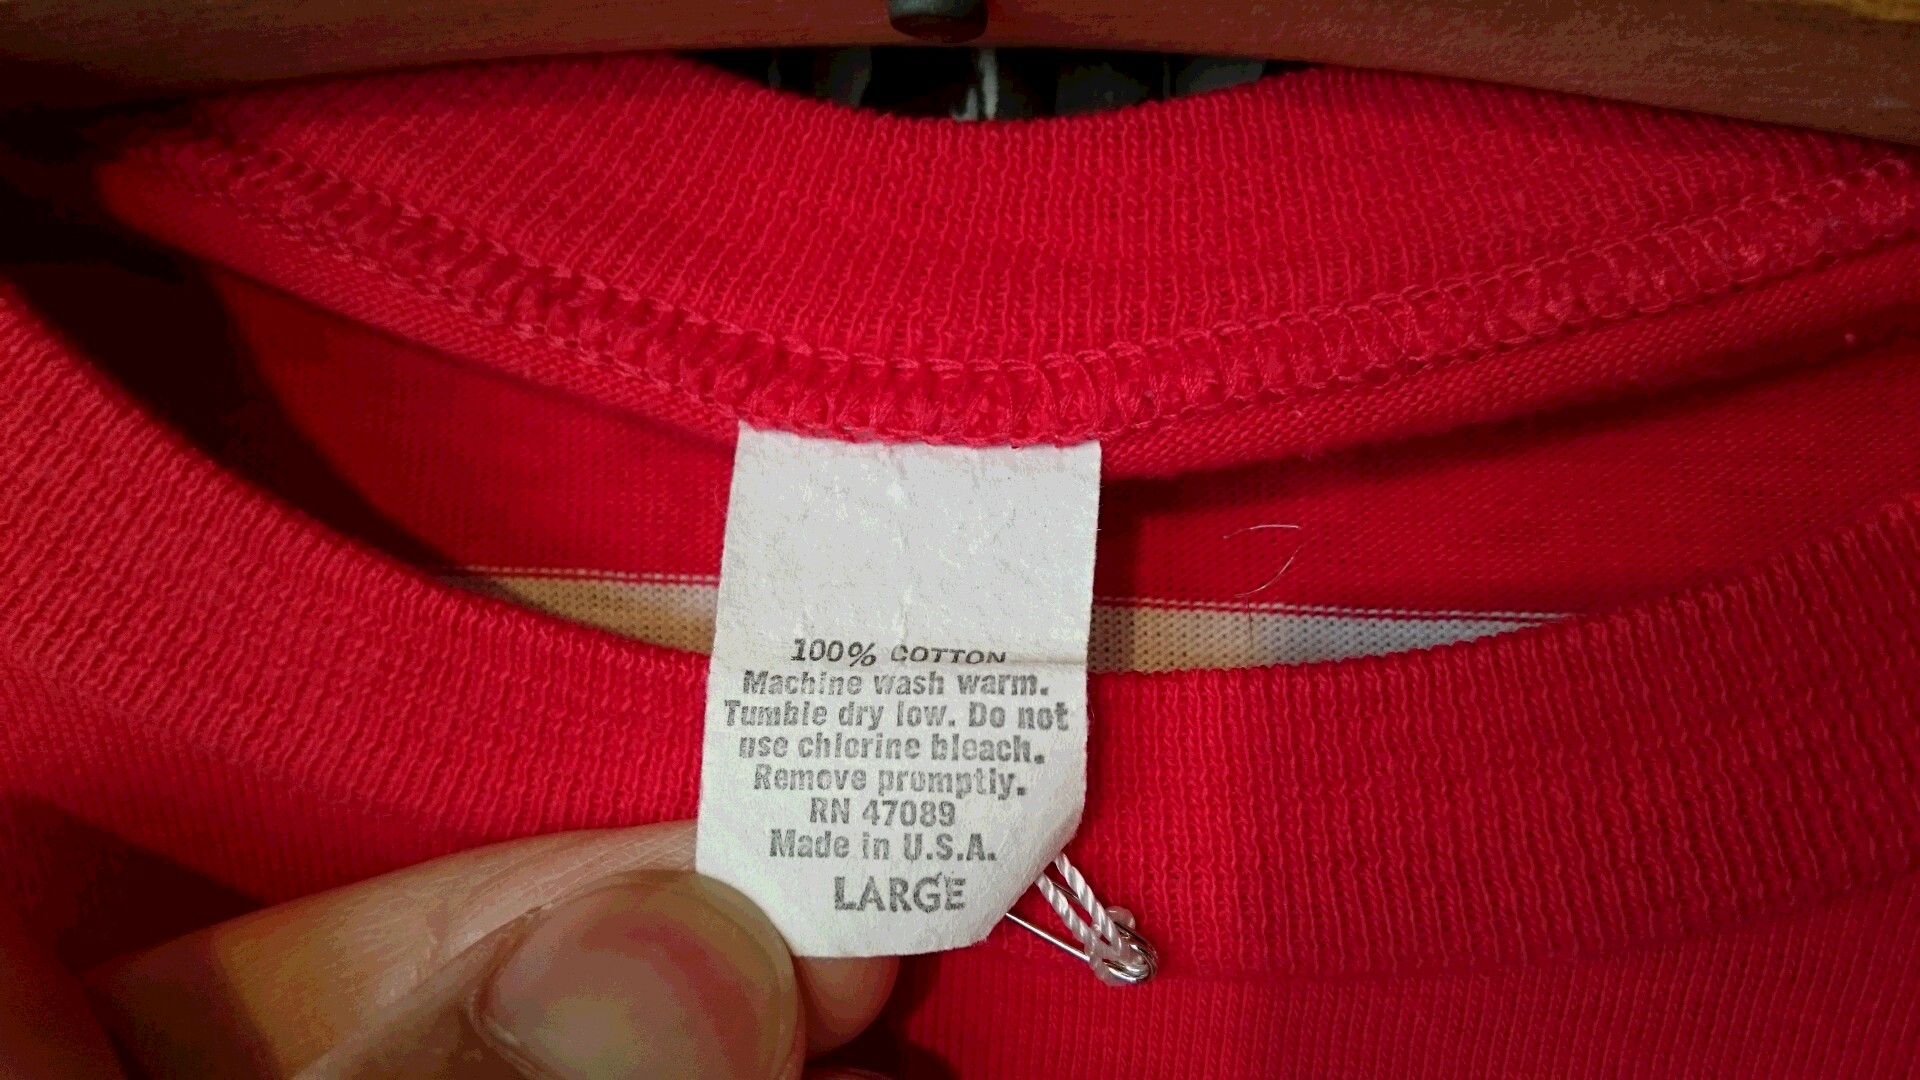 100% COTTON
Machine wash warm.
Tumble dry low. Do not
use chlorine bleach.
Remove promptly.
RN 47089
Made in U.S.A.
LARGE